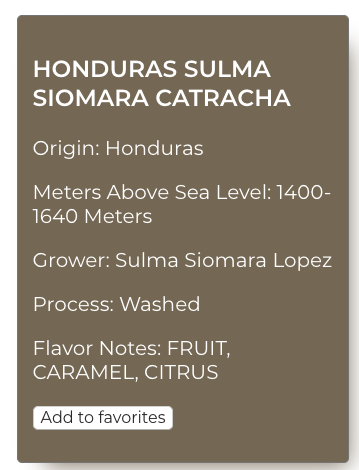 HONDURAS SULMA
SIOMARA CATRACHA
Origin: Honduras
Meters Above Sea Level: 1400-
1640 Meters
Grower: Sulma Siomara Lopez
Process: Washed
Flavor Notes: FRUIT,
CARAMEL, CITRUS
Add to favorites